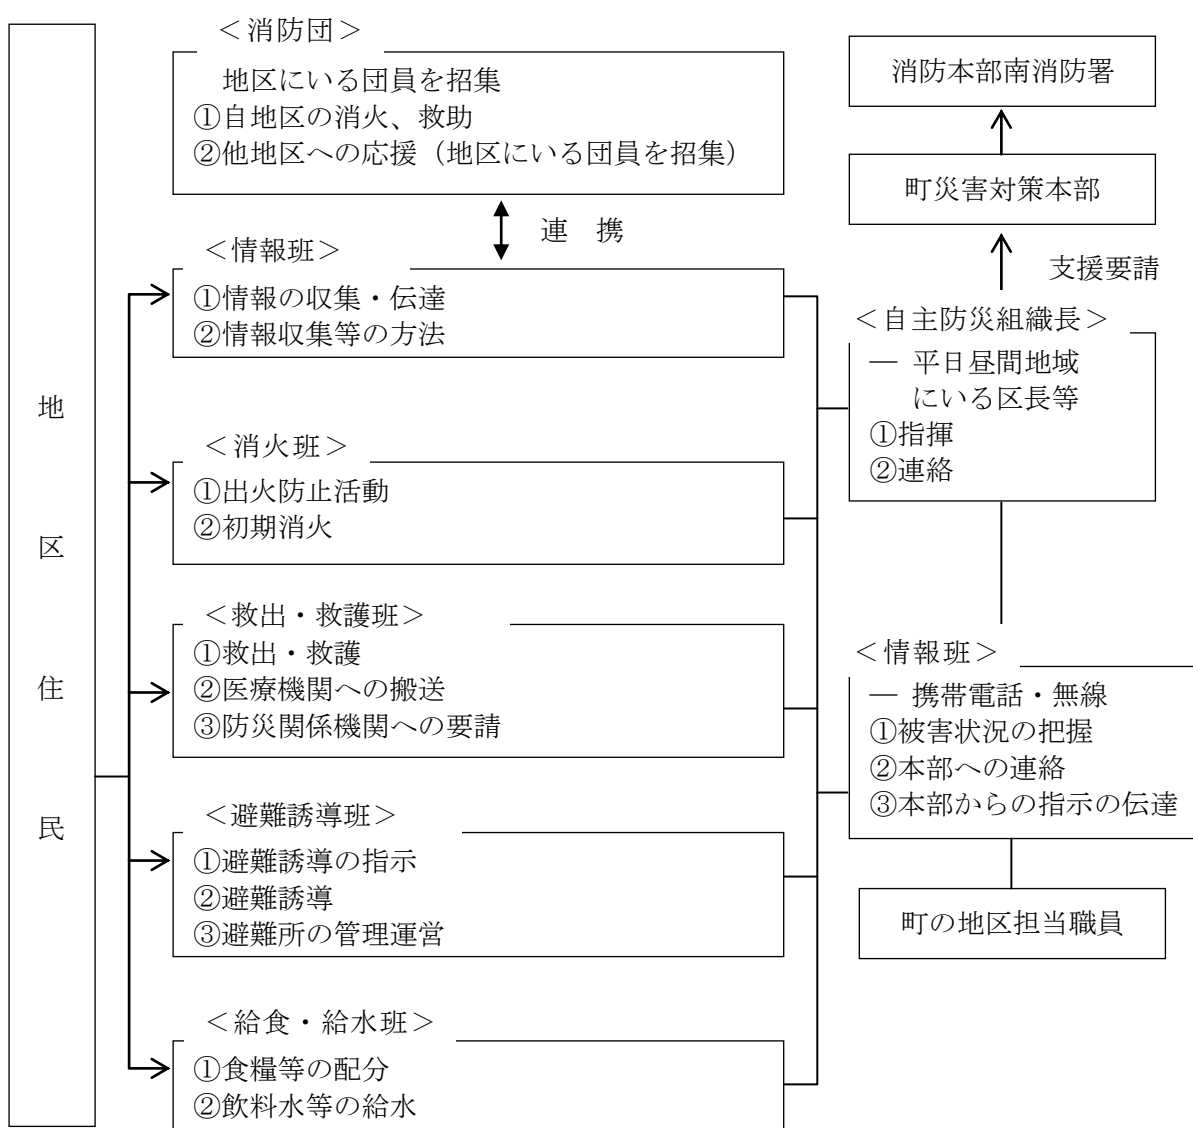 地区住民
＜消防団＞
地区にいる団員を招集
①自地区の消火、救助
②他地区への応援（地区にいる団員を招集）
連　携
＜情報班＞
①情報の収集・伝達
②情報収集等の方法
＜消火班＞
①出火防止活動
②初期消火
＜救出・救護班＞
①救出・救護
②医療機関への搬送
③防災関係機関への要請
＜避難誘導班＞
①避難誘導の指示
②避難誘導
③避難所の管理運営
＜給食・給水班＞
①食糧等の配分
②飲料水等の給水
消防本部南消防署
町災害対策本部
支援要請
＜自主防災組織長＞
― 平日昼間地域
にいる区長等
①指揮
②連絡
＜情報班＞
― 携帯電話・無線
①被害状況の把握
②本部への連絡
③本部からの指示の伝達
町の地区担当職員